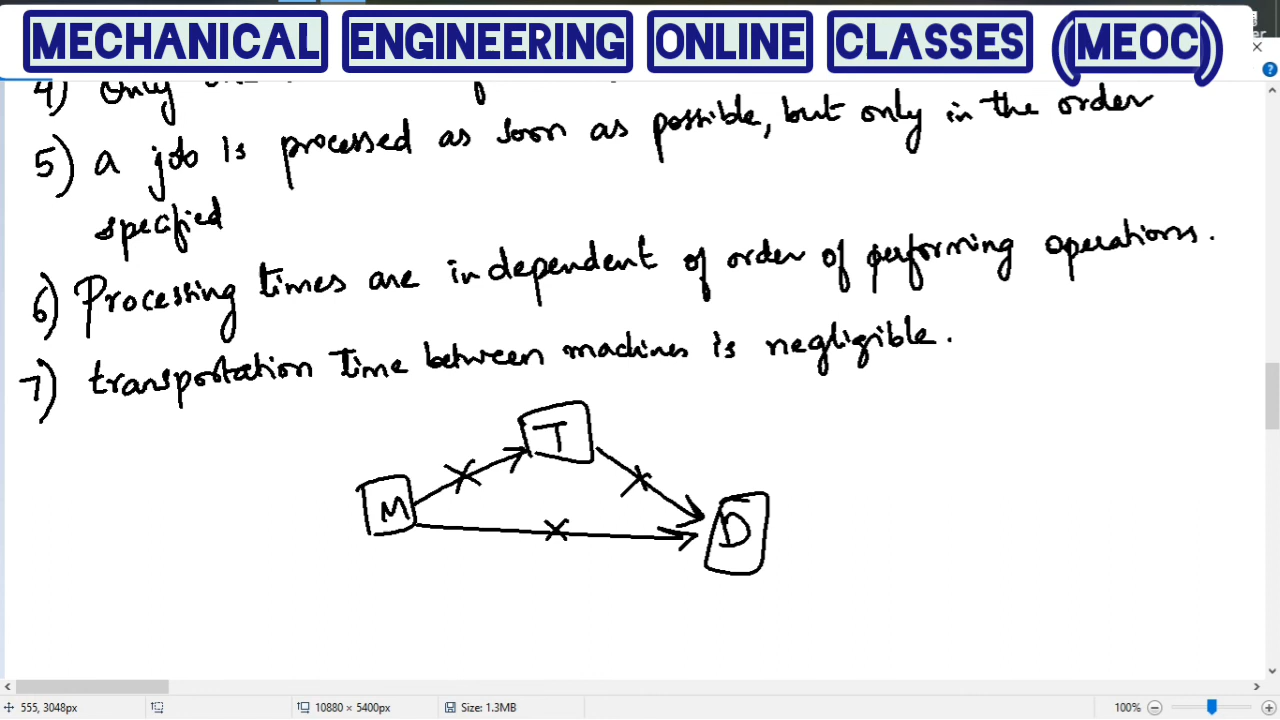 MECHANICAL ENGINEERING ONLINE CLASSES (MEOC)
4) Only
5) a job is processed as soon as possible, but only in the order
specified
6) Processing times are independent of order of performing operations.
7) transportation time between machines is negligible.
T
M
D
555, 3048px 10880 × 5400px Size: 1.3MB 100%